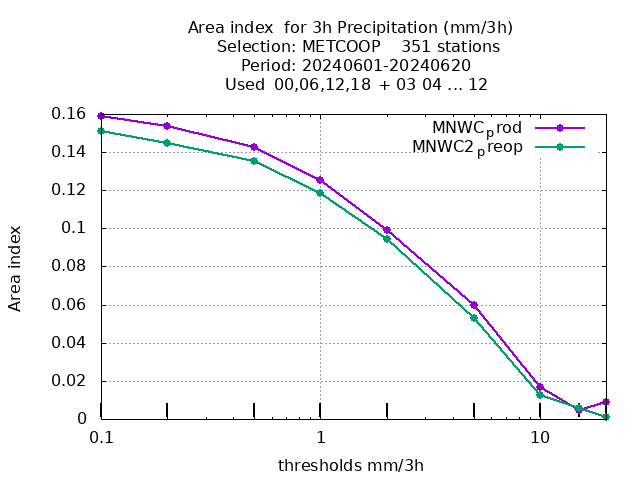 Area index  for 3h Precipitation (mm/3h)
Selection: METCOOP    351 stations
Period: 20240601-20240620
Used  00,06,12,18  + 03 04 ... 12
MNWC_prod
MNWC2_preop
0.16
0.14
0.12
0.1
0.08
0.06
0.04
0.02
0
Area index
0.1 1 10
thresholds mm/3h